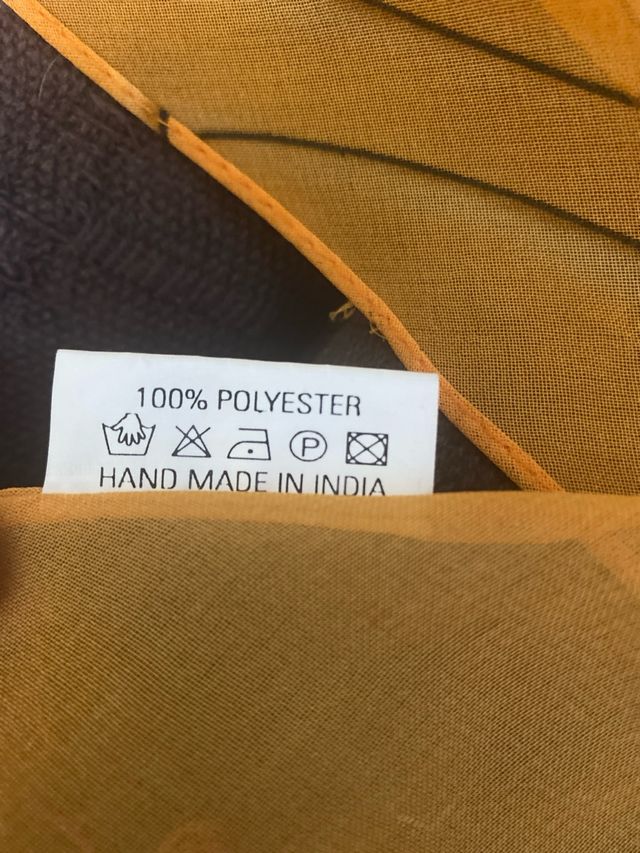 100% POLYESTER
P
HAND MADE IN INDIA